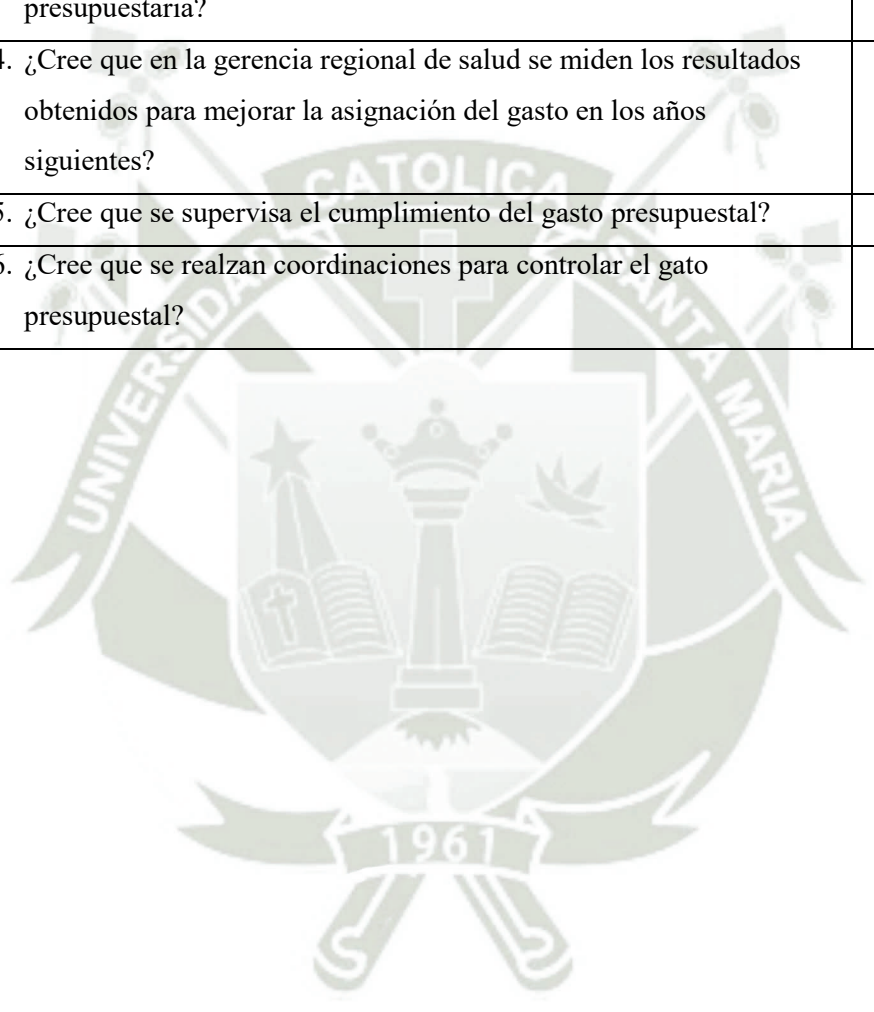 presupuestaria?
4. ¿Cree que en la gerencia regional de salud se miden los resultados
obtenidos para mejorar la asignación del gasto en los años
siguientes?
5. ¿Cree que se supervisa el cumplimiento del gasto presupuestal?
6. ¿Cree que se realzan coordinaciones para controlar el gato
presupuestal?
UNIVERSIDAD CATOLICA SANTA MARIA
1961